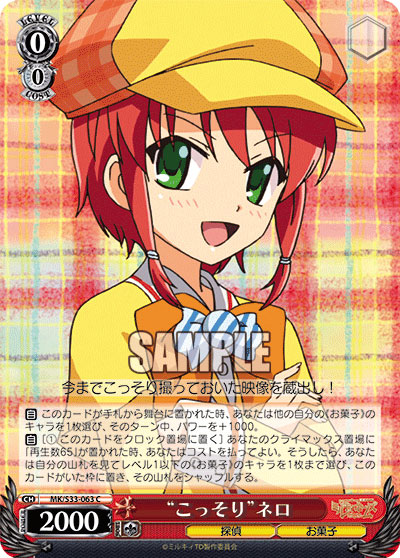 LEVEL
0
0
COST
SAMPLE
今までこっそり撮っておいた映像を蔵出し！
自 このカードが手札から舞台に置かれた時、あなたは他の自分の《お菓子》の
キャラを1枚選び、そのターン中、パワーを＋1000。
自 [① このカードをクロック置場に置く] あなたのクライマックス置場に
「再生数65」が置かれた時、あなたはコストを払ってよい。そうしたら、あなた
は自分の山札を見てレベル1以下の《お菓子》のキャラを1枚まで選び、この
カードがいた枠に置き、その山札をシャッフルする。
CH MK/S33-063 C
2000
“こっそり”ネロ
探偵
お菓子
©ミルキィTD製作委員会